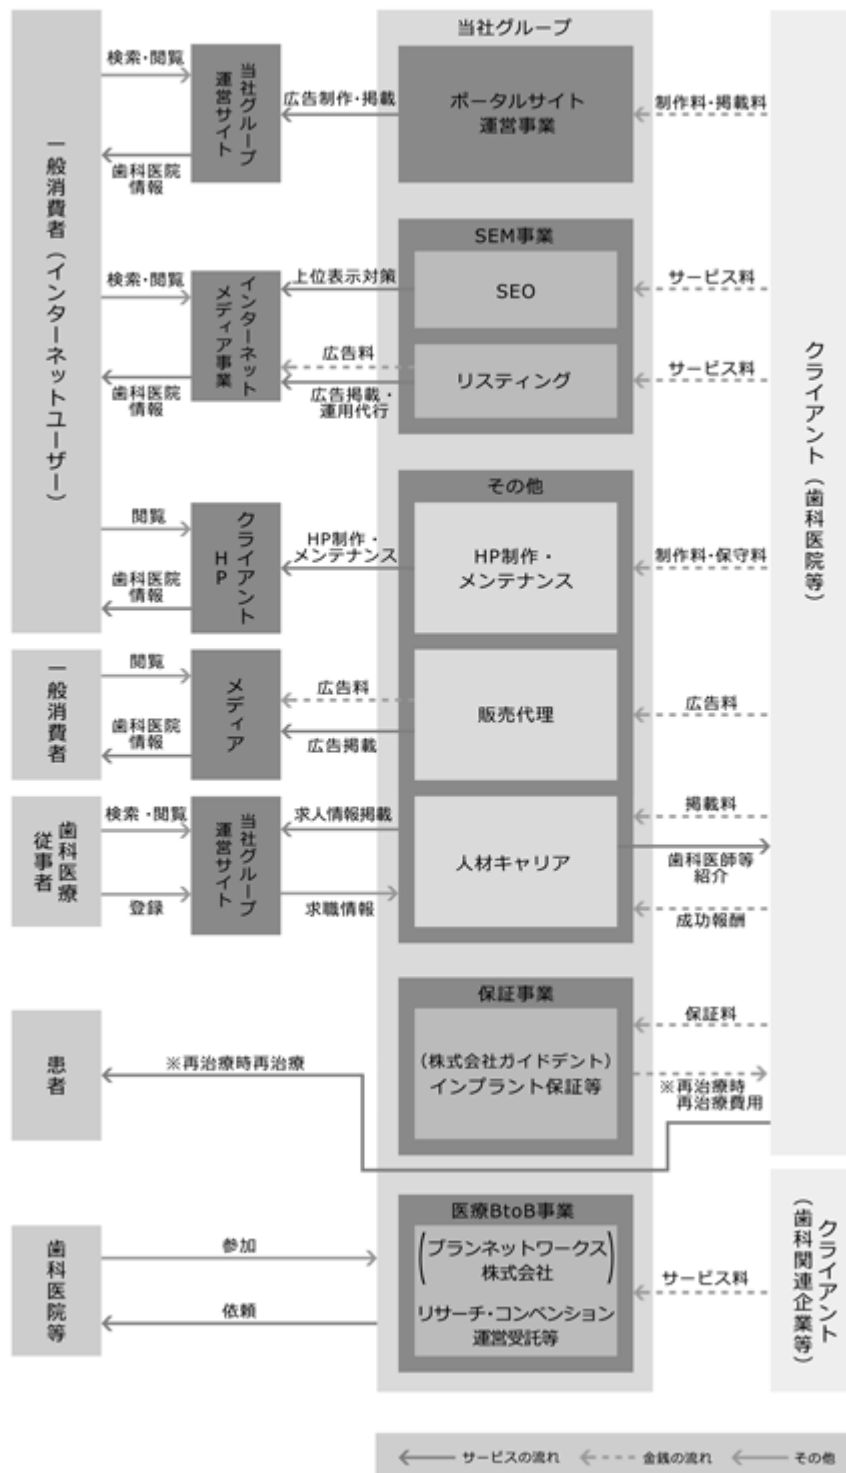 当社グループ
一般消費者（インターネットユーザー）
検索・閲覧
歯科医院
情報
当社グループ
運営サイト
広告制作・掲載
ポータルサイト
運営事業
制作料・掲載料
SEM事業
検索・閲覧
歯科医院
情報
インターネット
メディア事業
上位表示対策
SEO
サービス料
広告料
広告掲載・
運用代行
リスティング
サービス料
クライアント（歯科医院等）
その他
閲覧
歯科医院
情報
クライアント
HP
HP制作・
メンテナンス
HP制作・
メンテナンス
制作料・保守料
一般消費者
閲覧
歯科医院
情報
メディア
広告料
広告掲載
販売代理
広告料
歯科医療
従事者
検索・閲覧
登録
当社グループ
運営サイト
求人情報掲載
求職情報
人材キャリア
掲載料
歯科医師等
紹介
成功報酬
保証事業
患者
※再治療時再治療
（株式会社ガイドデント）
インプラント保証等
保証料
※再治療時
再治療費用
医療BtoB事業
歯科医院等
参加
依頼
（プランネットワークス
株式会社）
リサーチ・コンベンション
運営受託等
サービス料
クライアント
（歯科関連企業等）
サービスの流れ
金銭の流れ
その他